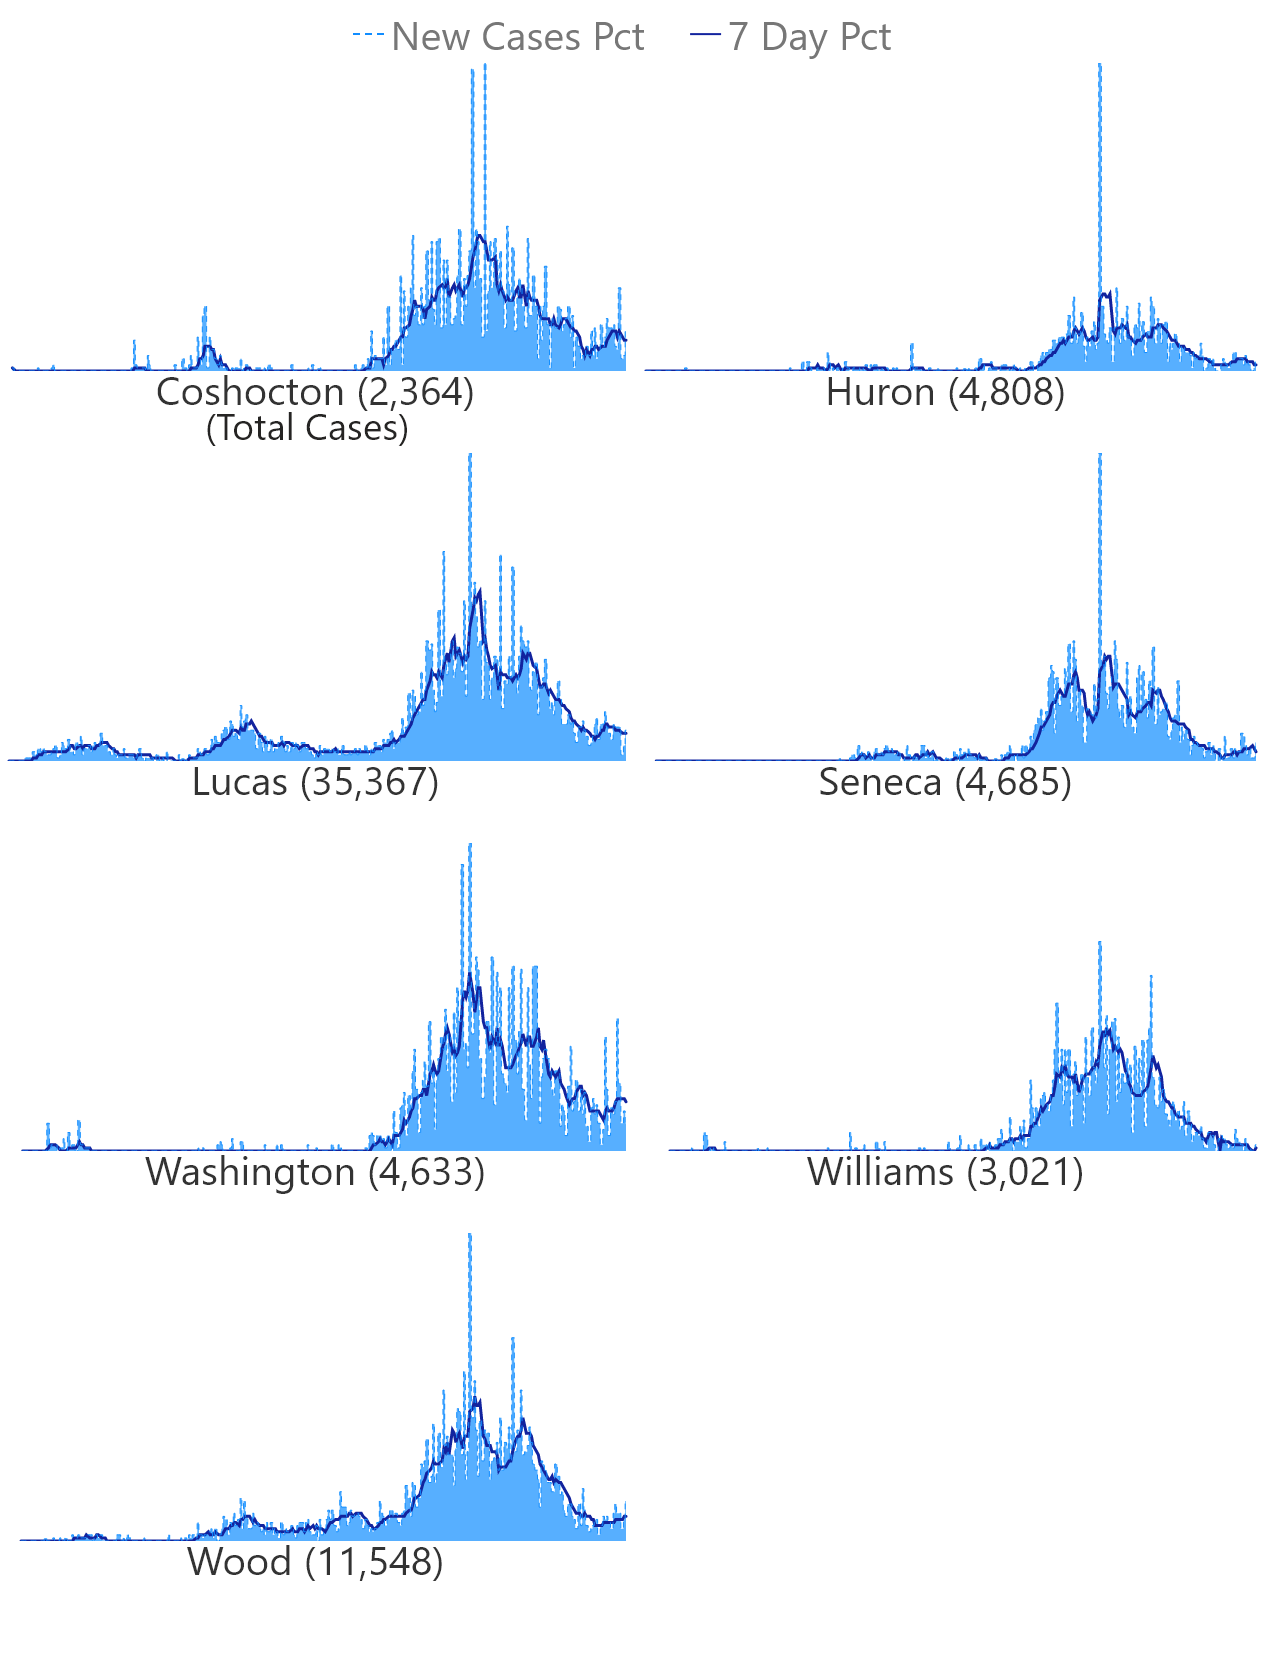 New Cases Pct 7 Day Pct
Coshocton (2,364) Huron (4,808)
(Total Cases)
Lucas (35,367) Seneca (4,685)
Washington (4,633) Williams (3,021)
Wood (11,548)